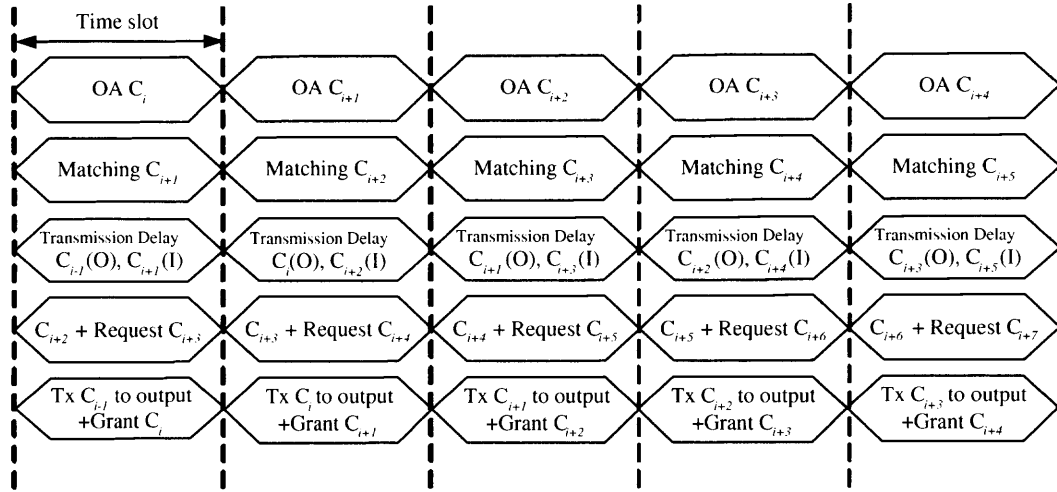 Time slot
OA C_i
OA C_{i+1}
OA C_{i+2}
OA C_{i+3}
OA C_{i+4}
Matching C_{i+1}
Matching C_{i+2}
Matching C_{i+3}
Matching C_{i+4}
Matching C_{i+5}
Transmission Delay
C_{i-1}(O), C_{i+1}(I)
Transmission Delay
C_i(O), C_{i+2}(I)
Transmission Delay
C_{i+1}(O), C_{i+3}(I)
Transmission Delay
C_{i+2}(O), C_{i+4}(I)
Transmission Delay
C_{i+3}(O), C_{i+5}(I)
C_{i+2} + Request C_{i+3}
C_{i+3} + Request C_{i+4}
C_{i+4} + Request C_{i+5}
C_{i+5} + Request C_{i+6}
C_{i+6} + Request C_{i+7}
Tx C_{i-1} to output
+Grant C_i
Tx C_i to output
+Grant C_{i+1}
Tx C_{i+1} to output
+Grant C_{i+2}
Tx C_{i+2} to output
+Grant C_{i+3}
Tx C_{i+3} to output
+Grant C_{i+4}